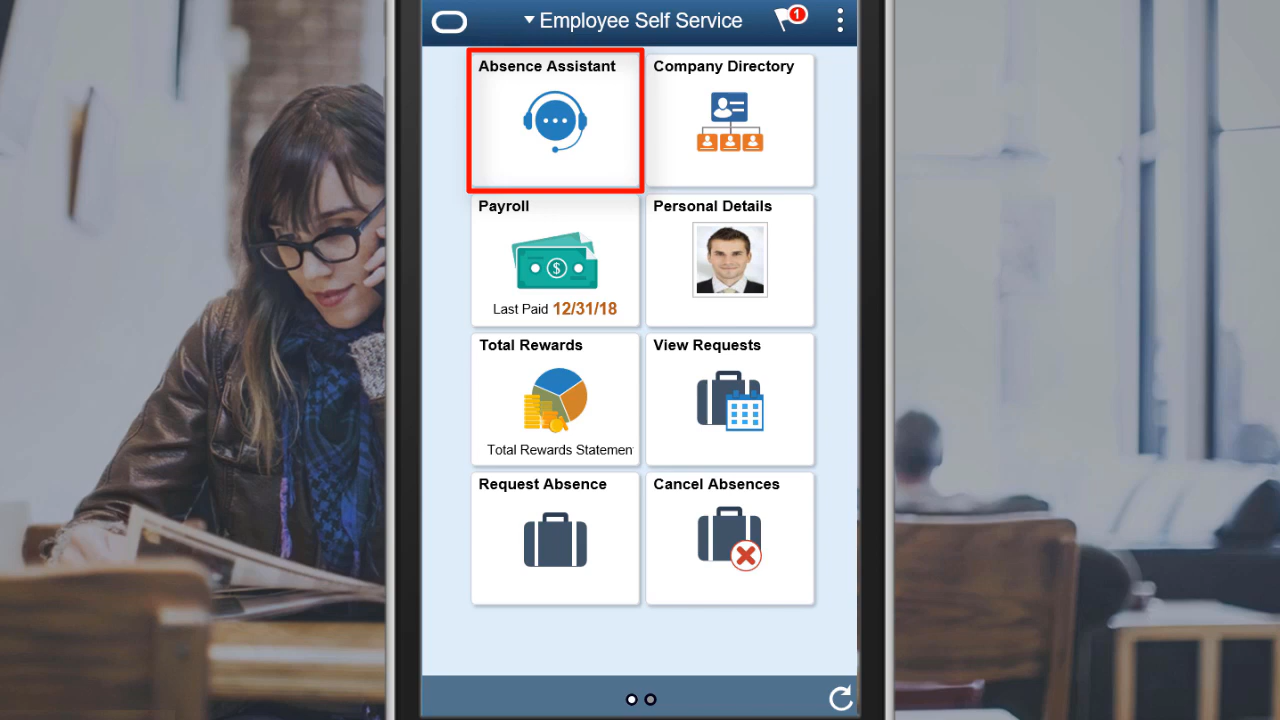 Employee Self Service
1
Absence Assistant
Company Directory
Payroll
Last Paid 12/31/18
Personal Details
Total Rewards
Total Rewards Statemen
View Requests
Request Absence
Cancel Absences